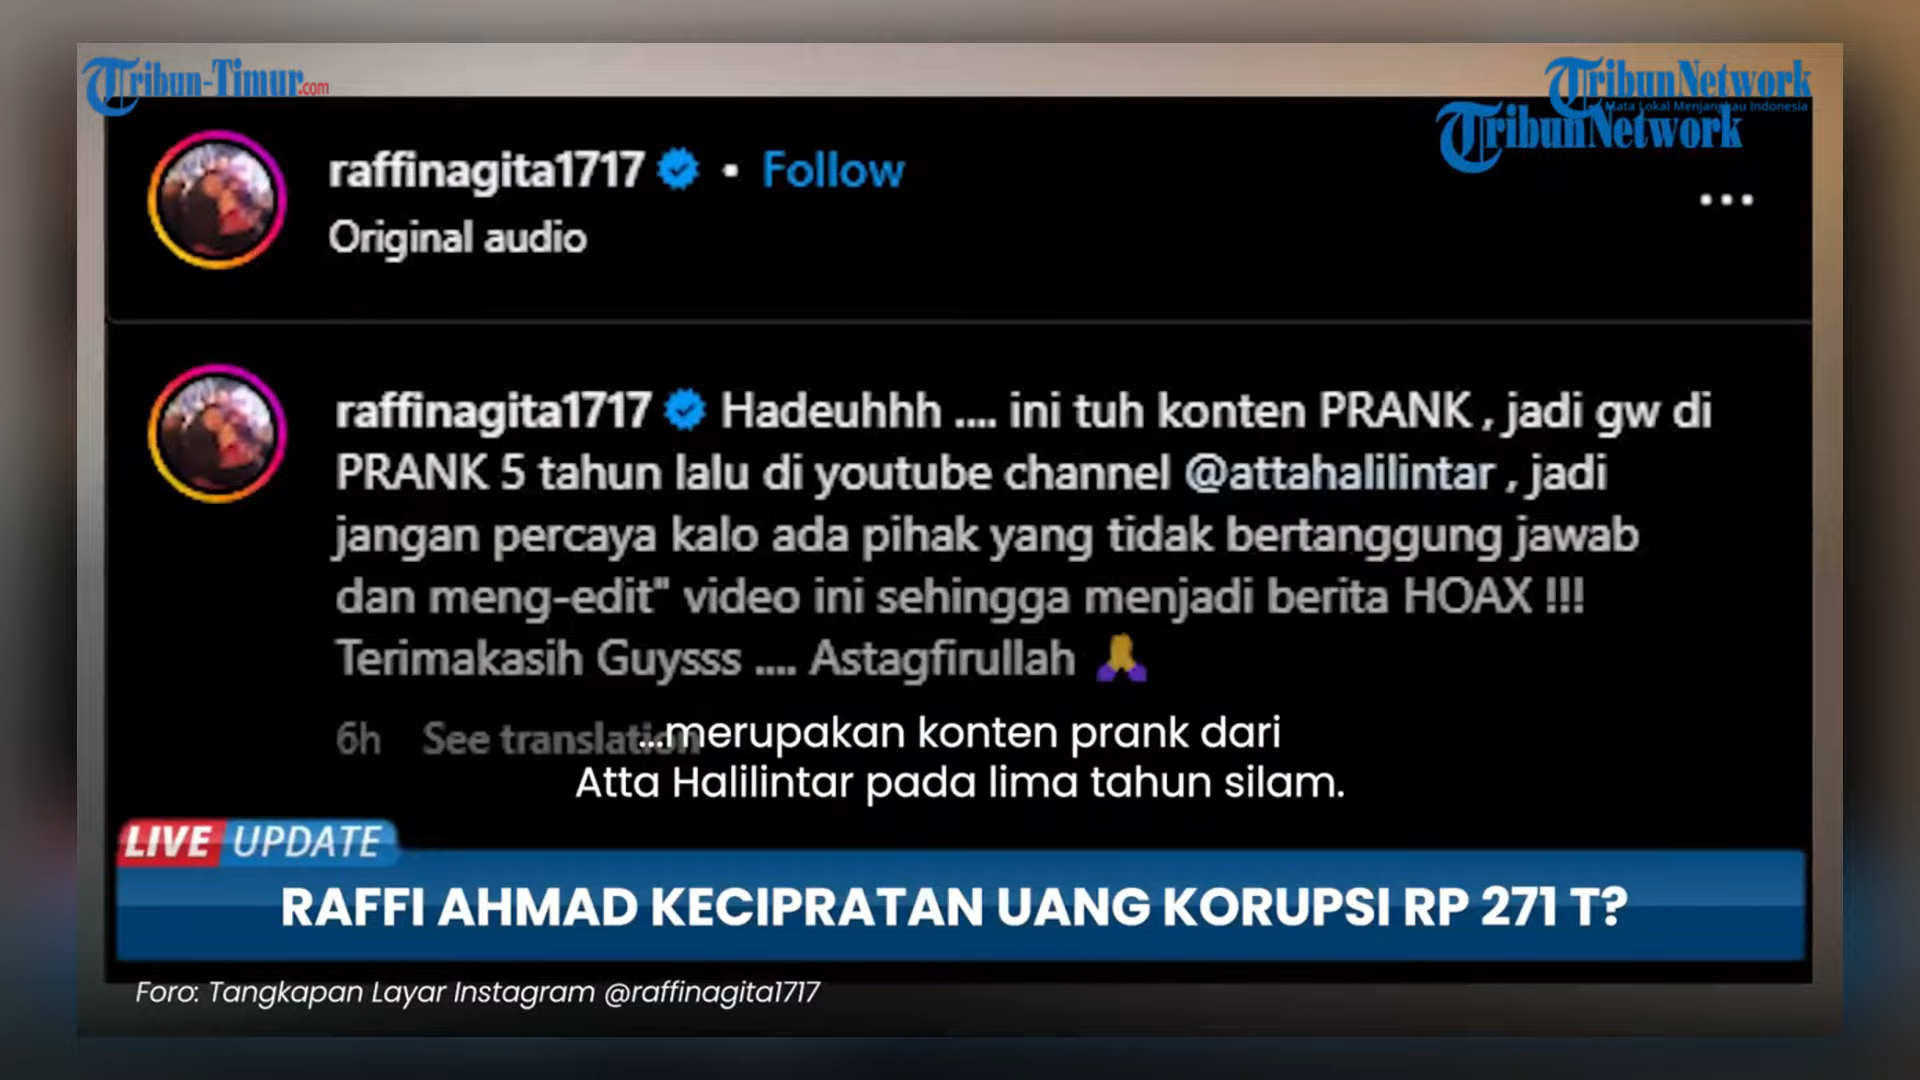 Tribun-Timur.com
TribunNetwork
Mata Lokal Menjangkau Indonesia
TribunNetwork
raffinagita1717 • Follow
Original audio
raffinagita1717 Hadeuhhh .... ini tuh konten PRANK , jadi gw di
PRANK 5 tahun lalu di youtube channel @attahalilintar , jadi
jangan percaya kalo ada pihak yang tidak bertanggung jawab
dan meng-edit" video ini sehingga menjadi berita HOAX !!!
Terimakasih Guysss .... Astagfirullah 🙏
6h See translation
...merupakan konten prank dari
Atta Halilintar pada lima tahun silam.
LIVE UPDATE
RAFFI AHMAD KECIPRATAN UANG KORUPSI RP 271 T?
Foro: Tangkapan Layar Instagram @raffinagita1717